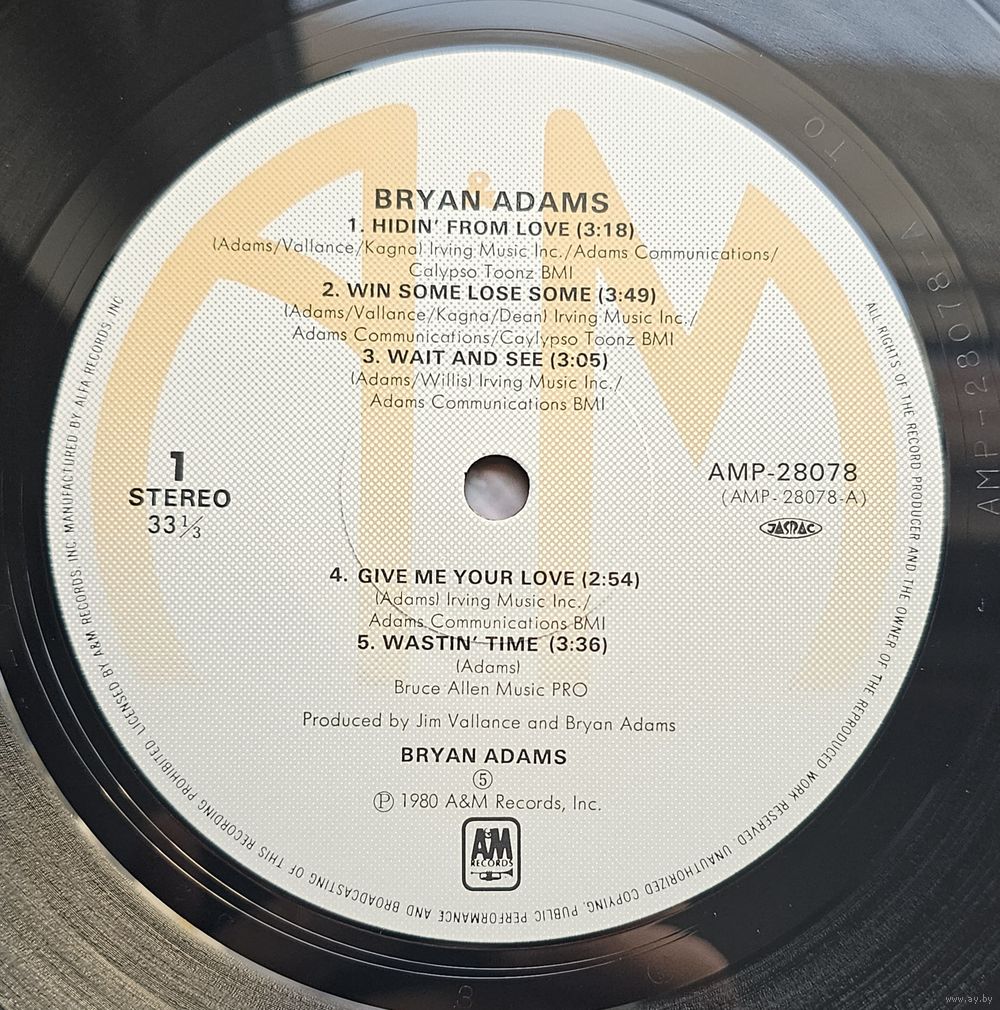 BRYAN ADAMS
1. HIDIN' FROM LOVE (3:18)
(Adams/Vallance/Kagna) Irving Music Inc./Adams Communications/
Calypso Toonz BMI
2. WIN SOME LOSE SOME (3:49)
(Adams/Vallance/Kagna/Dean) Irving Music Inc./
Adams Communications/Caylypso Toonz BMI
3. WAIT AND SEE (3:05)
(Adams/Willis) Irving Music Inc./
Adams Communications BMI
1
STEREO
33 1/3
AMP-28078
(AMP-28078-A)
JASRAC
4. GIVE ME YOUR LOVE (2:54)
(Adams) Irving Music Inc./
Adams Communications BMI
5. WASTIN' TIME (3:36)
(Adams)
Bruce Allen Music PRO
Produced by Jim Vallance and Bryan Adams
BRYAN ADAMS
⑤
Ⓟ 1980 A&M Records, Inc.
A&M
RECORDS
ALL RIGHTS OF THE RECORD PRODUCER AND THE OWNER OF THE REPRODUCED WORK RESERVED. UNAUTHORIZED COPYING, PUBLIC PERFORMANCE AND BROADCASTING OF THIS RECORDING PROHIBITED LICENSED BY A&M RECORDS, INC. MANUFACTURED BY ALFA RECORDS, INC
AMP-28078-A
TO
www.ay.by